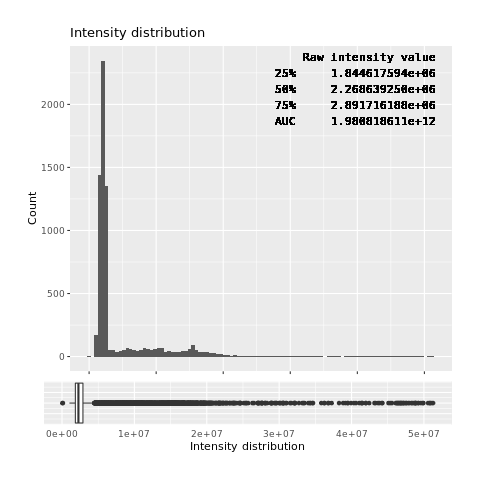 Intensity distribution
Raw intensity value
25% 1.844617594e+06
50% 2.268639250e+06
75% 2.891716188e+06
AUC 1.980818611e+12
2000
1500
1000
500
0
Count
0e+00 1e+07 2e+07 3e+07 4e+07 5e+07
Intensity distribution